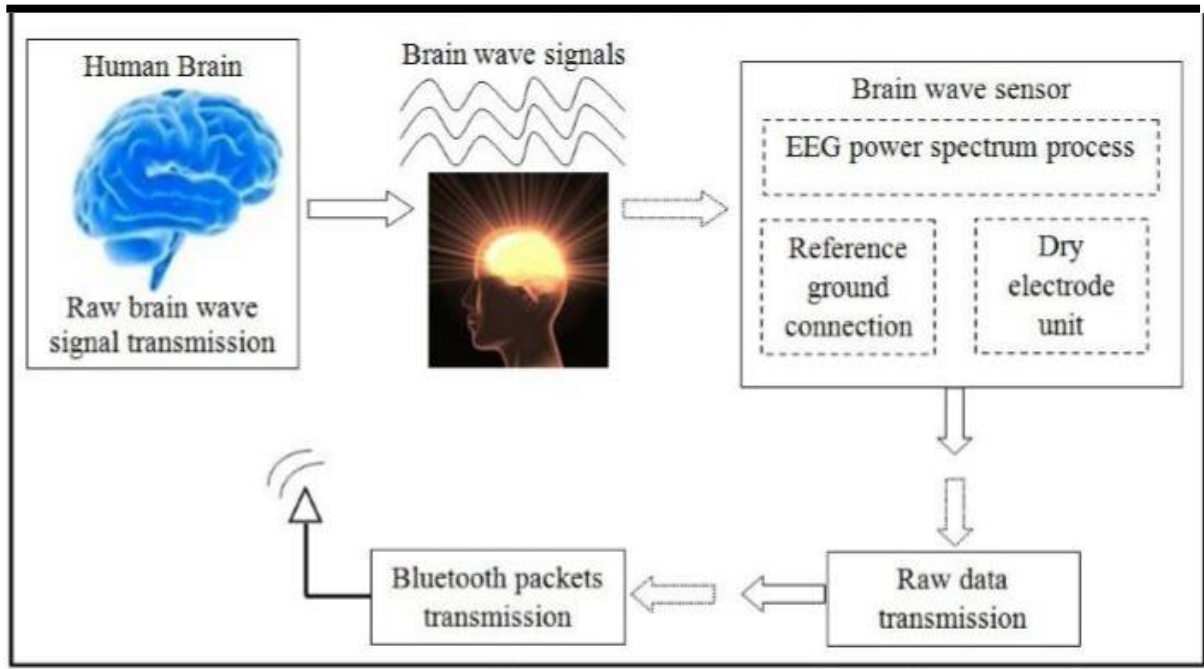 Human Brain
Raw brain wave
signal transmission
Brain wave signals
Brain wave sensor
EEG power spectrum process
Reference
ground
connection
Dry
electrode
unit
Raw data
transmission
Bluetooth packets
transmission